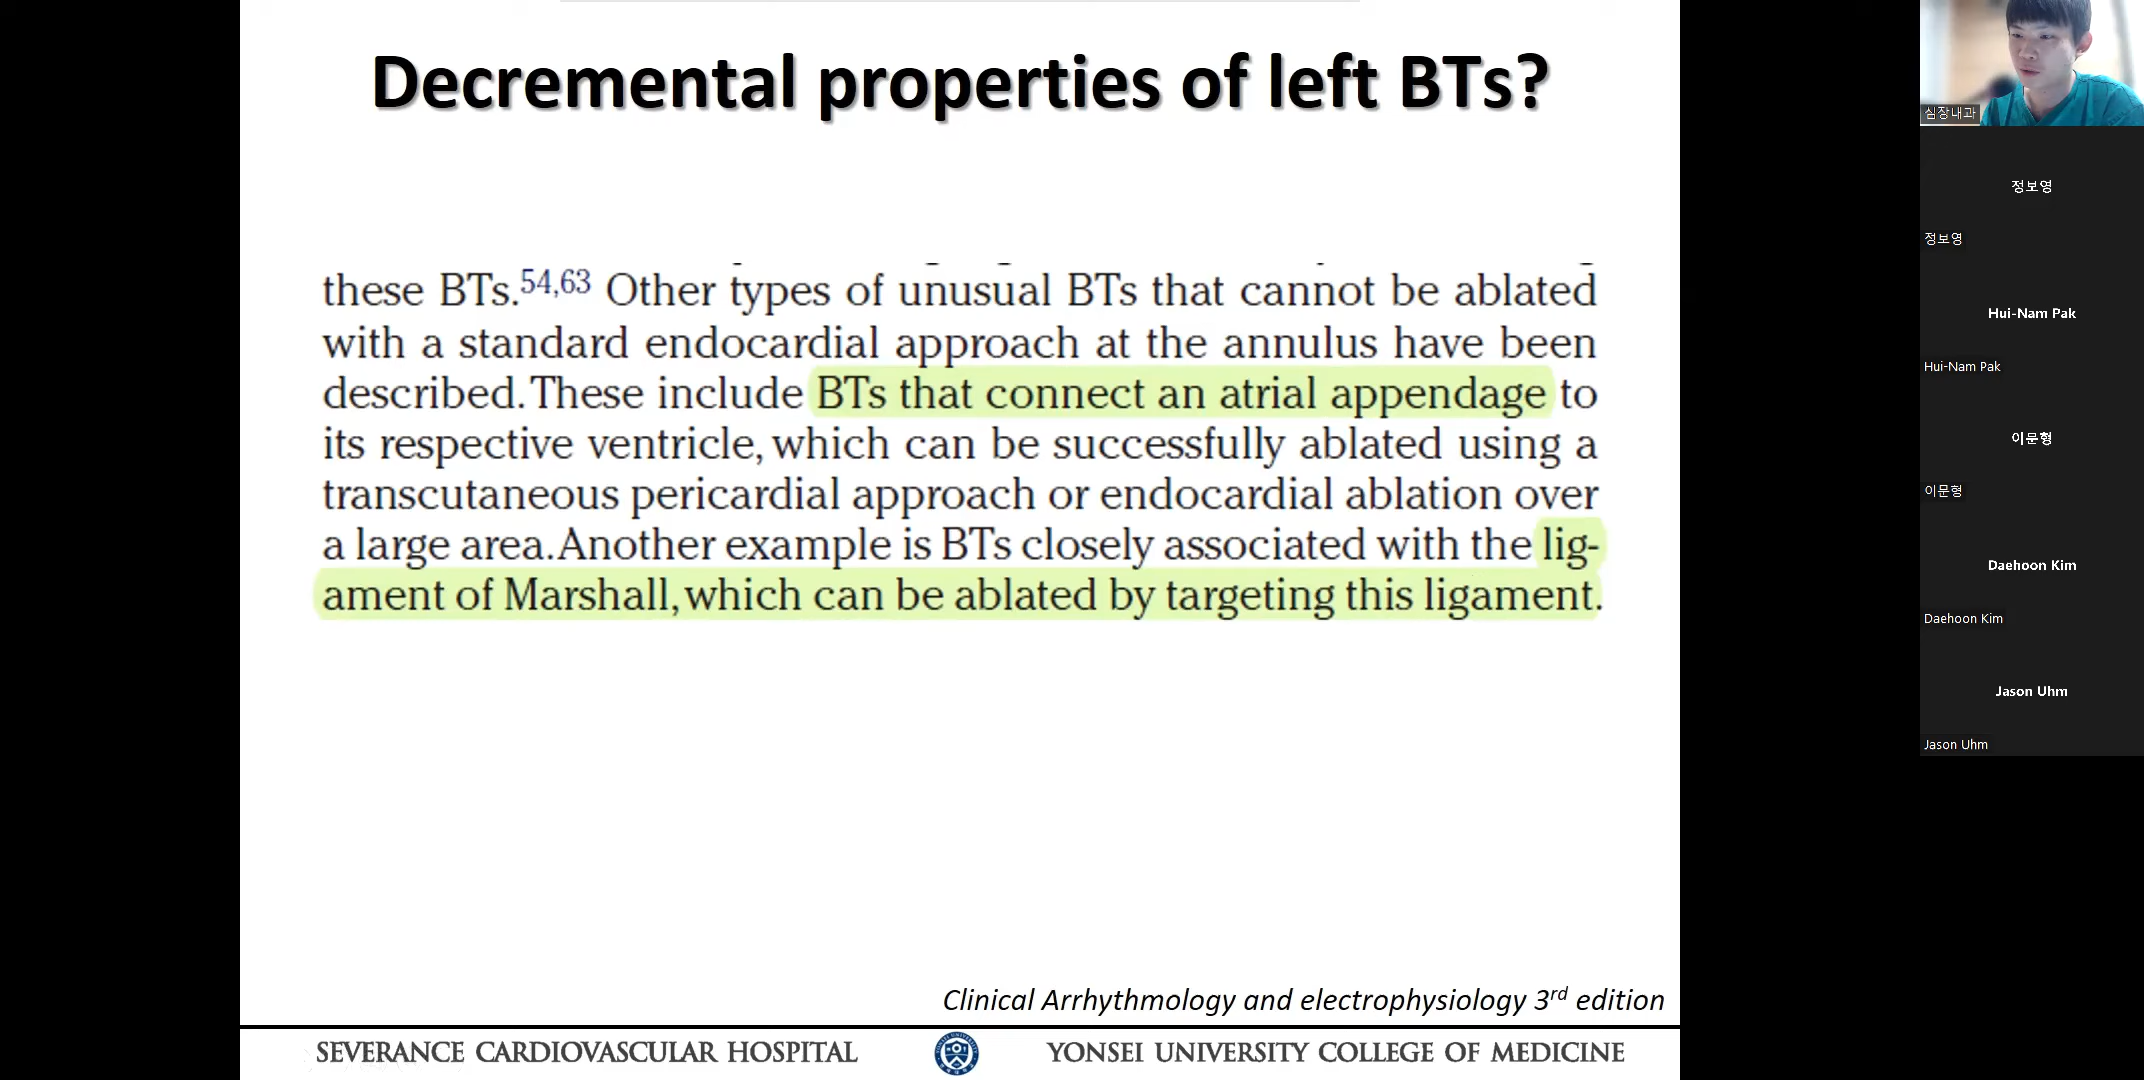 Decremental properties of left BTs?
these BTs.54,63 Other types of unusual BTs that cannot be ablated
with a standard endocardial approach at the annulus have been
described. These include BTs that connect an atrial appendage to
its respective ventricle, which can be successfully ablated using a
transcutaneous pericardial approach or endocardial ablation over
a large area. Another example is BTs closely associated with the lig-
ament of Marshall, which can be ablated by targeting this ligament.
Clinical Arrhythmology and electrophysiology 3rd edition
SEVERANCE CARDIOVASCULAR HOSPITAL
YONSEI UNIVERSITY COLLEGE OF MEDICINE
심장내과
정보영
정보영
Hui-Nam Pak
Hui-Nam Pak
이문형
이문형
Daehoon Kim
Daehoon Kim
Jason Uhm
Jason Uhm